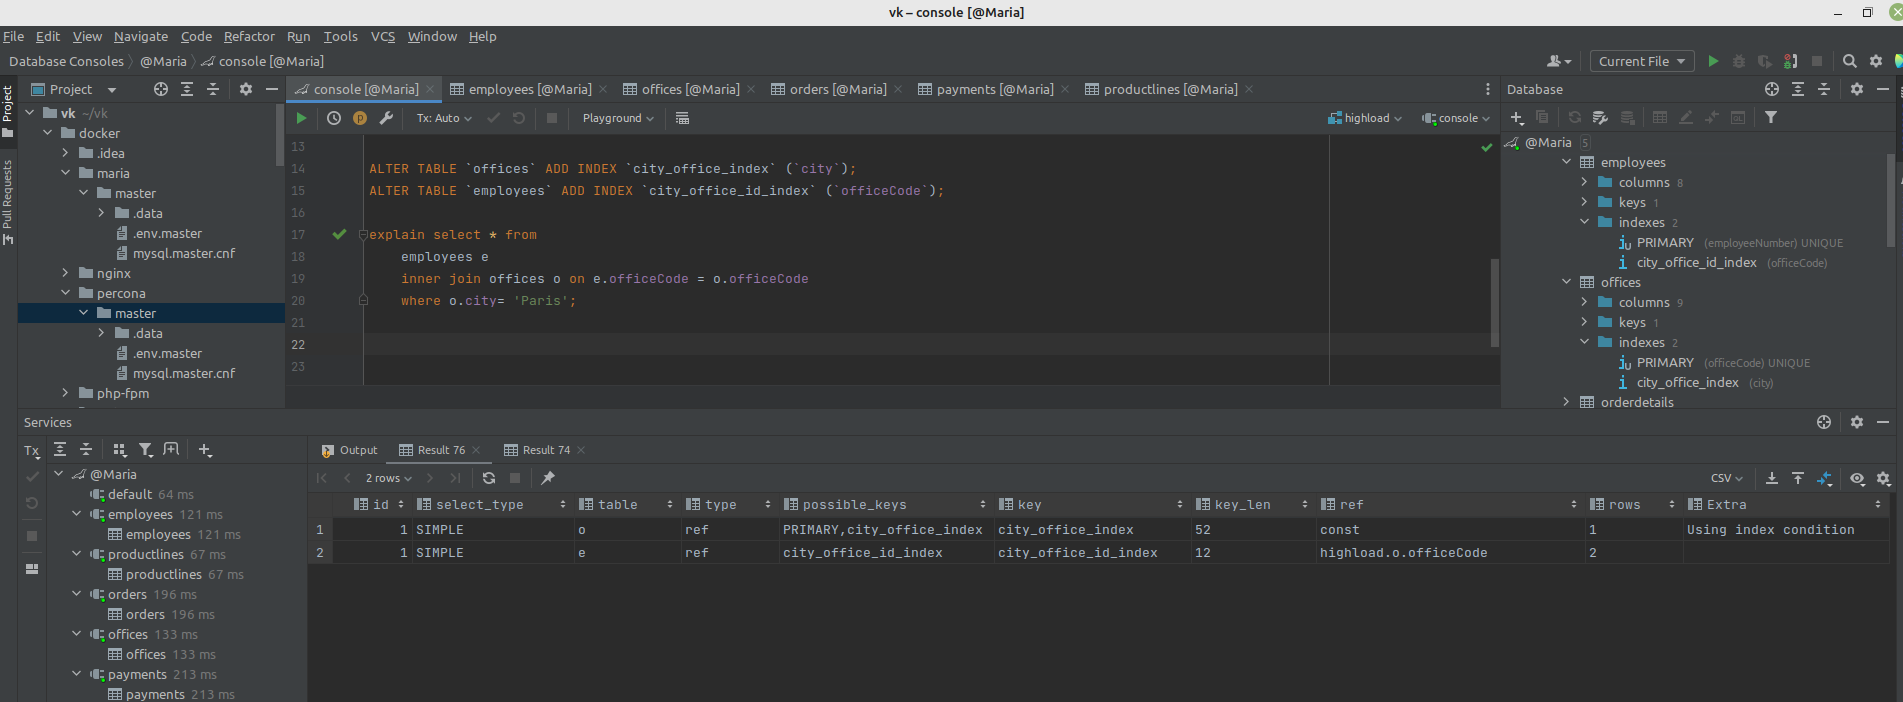 vk – console [@Maria]
File Edit View Navigate Code Refactor Run Tools VCS Window Help
Database Consoles @Maria console [@Maria]
Current File
Project
Pull Requests
Project
vk ~/vk
docker
.idea
maria
master
.data
.env.master
mysql.master.cnf
nginx
percona
master
.data
.env.master
mysql.master.cnf
php-fpm
console [@Maria] employees [@Maria] offices [@Maria] orders [@Maria] payments [@Maria] productlines [@Maria]
Tx: Auto Playground highload console
13
14 ALTER TABLE `offices` ADD INDEX `city_office_index` (`city`);
15 ALTER TABLE `employees` ADD INDEX `city_office_id_index` (`officeCode`);
16
17 explain select * from
18 employees e
19 inner join offices o on e.officeCode = o.officeCode
20 where o.city= 'Paris';
21
22
23
Database
@Maria 5
employees
columns 8
keys 1
indexes 2
PRIMARY (employeeNumber) UNIQUE
city_office_id_index (officeCode)
offices
columns 9
keys 1
indexes 2
PRIMARY (officeCode) UNIQUE
city_office_index (city)
orderdetails
Services
Tx
@Maria
default 64 ms
employees 121 ms
employees 121 ms
productlines 67 ms
productlines 67 ms
orders 196 ms
orders 196 ms
offices 133 ms
offices 133 ms
payments 213 ms
payments 213 ms
Output Result 76 Result 74
2 rows CSV
id select_type table type possible_keys key key_len ref rows Extra
1 1 SIMPLE o ref PRIMARY,city_office_index city_office_index 52 const 1 Using index condition
2 1 SIMPLE e ref city_office_id_index city_office_id_index 12 highload.o.officeCode 2